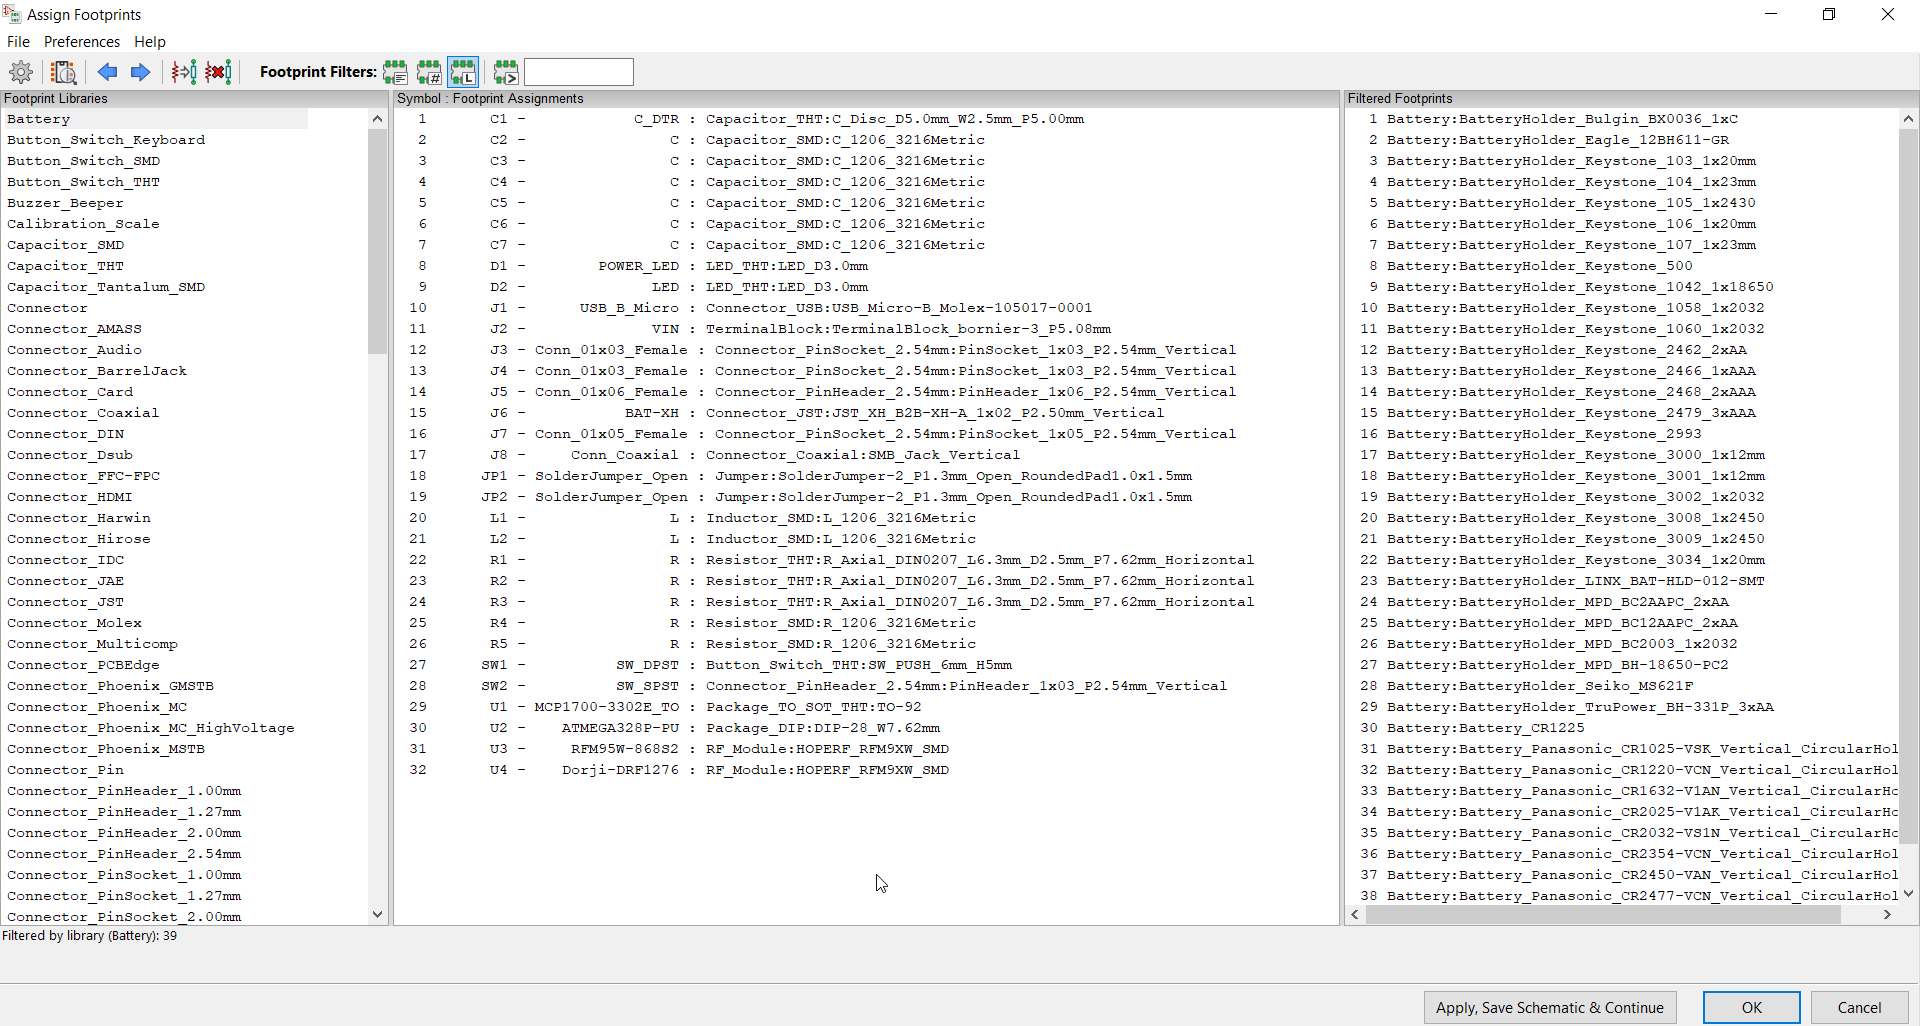 Assign Footprints
File Preferences Help
Footprint Filters:
Footprint Libraries
Battery
Button_Switch_Keyboard
Button_Switch_SMD
Button_Switch_THT
Buzzer_Beeper
Calibration_Scale
Capacitor_SMD
Capacitor_THT
Capacitor_Tantalum_SMD
Connector
Connector_AMASS
Connector_Audio
Connector_BarrelJack
Connector_Card
Connector_Coaxial
Connector_DIN
Connector_Dsub
Connector_FFC-FPC
Connector_HDMI
Connector_Harwin
Connector_Hirose
Connector_IDC
Connector_JAE
Connector_JST
Connector_Molex
Connector_Multicomp
Connector_PCBEdge
Connector_Phoenix_GMSTB
Connector_Phoenix_MC
Connector_Phoenix_MC_HighVoltage
Connector_Phoenix_MSTB
Connector_Pin
Connector_PinHeader_1.00mm
Connector_PinHeader_1.27mm
Connector_PinHeader_2.00mm
Connector_PinHeader_2.54mm
Connector_PinSocket_1.00mm
Connector_PinSocket_1.27mm
Connector_PinSocket_2.00mm
Symbol : Footprint Assignments
1 C1 - C_DTR : Capacitor_THT:C_Disc_D5.0mm_W2.5mm_P5.00mm
2 C2 - C : Capacitor_SMD:C_1206_3216Metric
3 C3 - C : Capacitor_SMD:C_1206_3216Metric
4 C4 - C : Capacitor_SMD:C_1206_3216Metric
5 C5 - C : Capacitor_SMD:C_1206_3216Metric
6 C6 - C : Capacitor_SMD:C_1206_3216Metric
7 C7 - C : Capacitor_SMD:C_1206_3216Metric
8 D1 - POWER_LED : LED_THT:LED_D3.0mm
9 D2 - LED : LED_THT:LED_D3.0mm
10 J1 - USB_B_Micro : Connector_USB:USB_Micro-B_Molex-105017-0001
11 J2 - VIN : TerminalBlock:TerminalBlock_bornier-3_P5.08mm
12 J3 - Conn_01x03_Female : Connector_PinSocket_2.54mm:PinSocket_1x03_P2.54mm_Vertical
13 J4 - Conn_01x03_Female : Connector_PinSocket_2.54mm:PinSocket_1x03_P2.54mm_Vertical
14 J5 - Conn_01x06_Female : Connector_PinHeader_2.54mm:PinHeader_1x06_P2.54mm_Vertical
15 J6 - BAT-XH : Connector_JST:JST_XH_B2B-XH-A_1x02_P2.50mm_Vertical
16 J7 - Conn_01x05_Female : Connector_PinSocket_2.54mm:PinSocket_1x05_P2.54mm_Vertical
17 J8 - Conn_Coaxial : Connector_Coaxial:SMB_Jack_Vertical
18 JP1 - SolderJumper_Open : Jumper:SolderJumper-2_P1.3mm_Open_RoundedPad1.0x1.5mm
19 JP2 - SolderJumper_Open : Jumper:SolderJumper-2_P1.3mm_Open_RoundedPad1.0x1.5mm
20 L1 - L : Inductor_SMD:L_1206_3216Metric
21 L2 - L : Inductor_SMD:L_1206_3216Metric
22 R1 - R : Resistor_THT:R_Axial_DIN0207_L6.3mm_D2.5mm_P7.62mm_Horizontal
23 R2 - R : Resistor_THT:R_Axial_DIN0207_L6.3mm_D2.5mm_P7.62mm_Horizontal
24 R3 - R : Resistor_THT:R_Axial_DIN0207_L6.3mm_D2.5mm_P7.62mm_Horizontal
25 R4 - R : Resistor_SMD:R_1206_3216Metric
26 R5 - R : Resistor_SMD:R_1206_3216Metric
27 SW1 - SW_DPST : Button_Switch_THT:SW_PUSH_6mm_H5mm
28 SW2 - SW_SPST : Connector_PinHeader_2.54mm:PinHeader_1x03_P2.54mm_Vertical
29 U1 - MCP1700-3302E_TO : Package_TO_SOT_THT:TO-92
30 U2 - ATMEGA328P-PU : Package_DIP:DIP-28_W7.62mm
31 U3 - RFM95W-868S2 : RF_Module:HOPERF_RFM9XW_SMD
32 U4 - Dorji-DRF1276 : RF_Module:HOPERF_RFM9XW_SMD
Filtered Footprints
1 Battery:BatteryHolder_Bulgin_BX0036_1xC
2 Battery:BatteryHolder_Eagle_12BH611-GR
3 Battery:BatteryHolder_Keystone_103_1x20mm
4 Battery:BatteryHolder_Keystone_104_1x23mm
5 Battery:BatteryHolder_Keystone_105_1x2430
6 Battery:BatteryHolder_Keystone_106_1x20mm
7 Battery:BatteryHolder_Keystone_107_1x23mm
8 Battery:BatteryHolder_Keystone_500
9 Battery:BatteryHolder_Keystone_1042_1x18650
10 Battery:BatteryHolder_Keystone_1058_1x2032
11 Battery:BatteryHolder_Keystone_1060_1x2032
12 Battery:BatteryHolder_Keystone_2462_2xAA
13 Battery:BatteryHolder_Keystone_2466_1xAAA
14 Battery:BatteryHolder_Keystone_2468_2xAAA
15 Battery:BatteryHolder_Keystone_2479_3xAAA
16 Battery:BatteryHolder_Keystone_2993
17 Battery:BatteryHolder_Keystone_3000_1x12mm
18 Battery:BatteryHolder_Keystone_3001_1x12mm
19 Battery:BatteryHolder_Keystone_3002_1x2032
20 Battery:BatteryHolder_Keystone_3008_1x2450
21 Battery:BatteryHolder_Keystone_3009_1x2450
22 Battery:BatteryHolder_Keystone_3034_1x20mm
23 Battery:BatteryHolder_LINX_BAT-HLD-012-SMT
24 Battery:BatteryHolder_MPD_BC2AAPC_2xAA
25 Battery:BatteryHolder_MPD_BC12AAPC_2xAA
26 Battery:BatteryHolder_MPD_BC2003_1x2032
27 Battery:BatteryHolder_MPD_BH-18650-PC2
28 Battery:BatteryHolder_Seiko_MS621F
29 Battery:BatteryHolder_TruPower_BH-331P_3xAA
30 Battery:Battery_CR1225
31 Battery:Battery_Panasonic_CR1025-VSK_Vertical_CircularHol
32 Battery:Battery_Panasonic_CR1220-VCN_Vertical_CircularHol
33 Battery:Battery_Panasonic_CR1632-V1AN_Vertical_CircularHo
34 Battery:Battery_Panasonic_CR2025-V1AK_Vertical_CircularHo
35 Battery:Battery_Panasonic_CR2032-VS1N_Vertical_CircularHo
36 Battery:Battery_Panasonic_CR2354-VCN_Vertical_CircularHol
37 Battery:Battery_Panasonic_CR2450-VAN_Vertical_CircularHol
38 Battery:Battery_Panasonic_CR2477-VCN_Vertical_CircularHol
Filtered by library (Battery): 39
Apply, Save Schematic & Continue
OK
Cancel